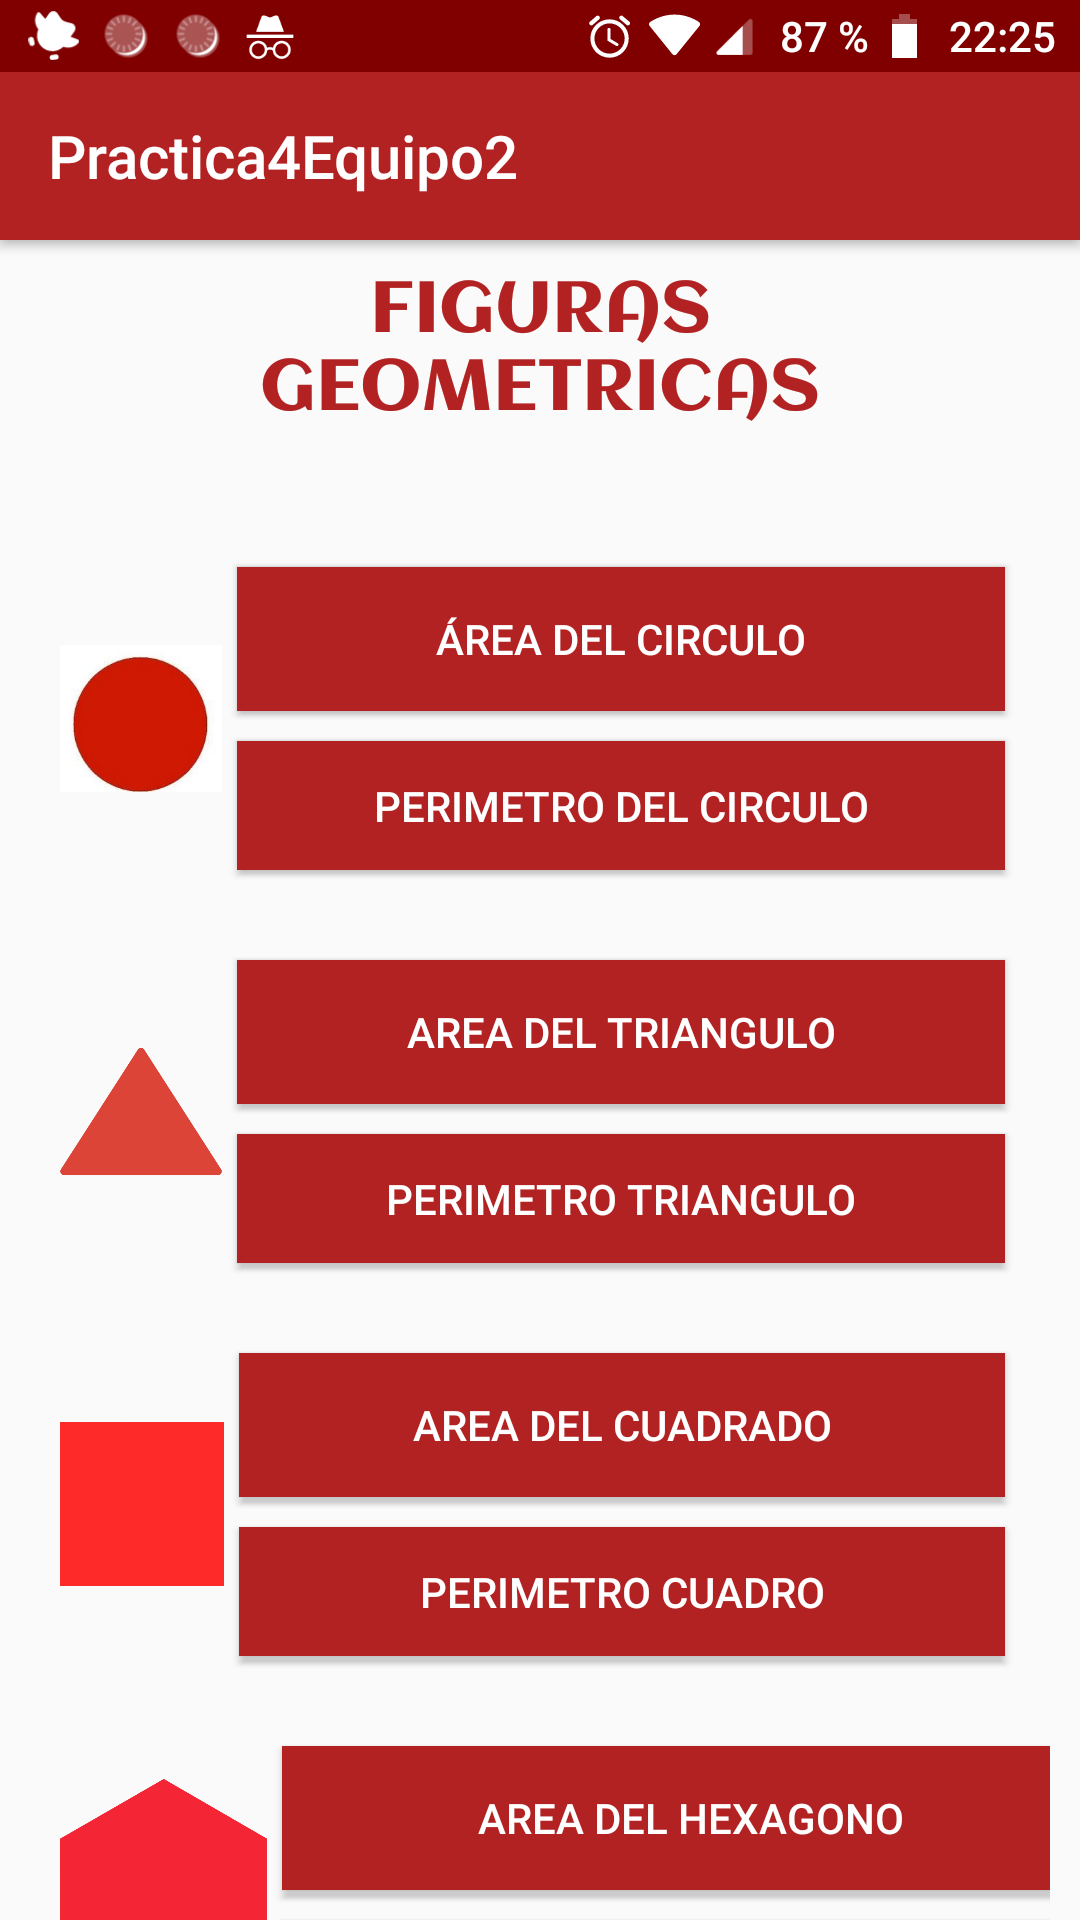 87 % 22:25
Practica4Equipo2
FIGURAS
GEOMETRICAS
ÁREA DEL CIRCULO
PERIMETRO DEL CIRCULO
AREA DEL TRIANGULO
PERIMETRO TRIANGULO
AREA DEL CUADRADO
PERIMETRO CUADRO
AREA DEL HEXAGONO